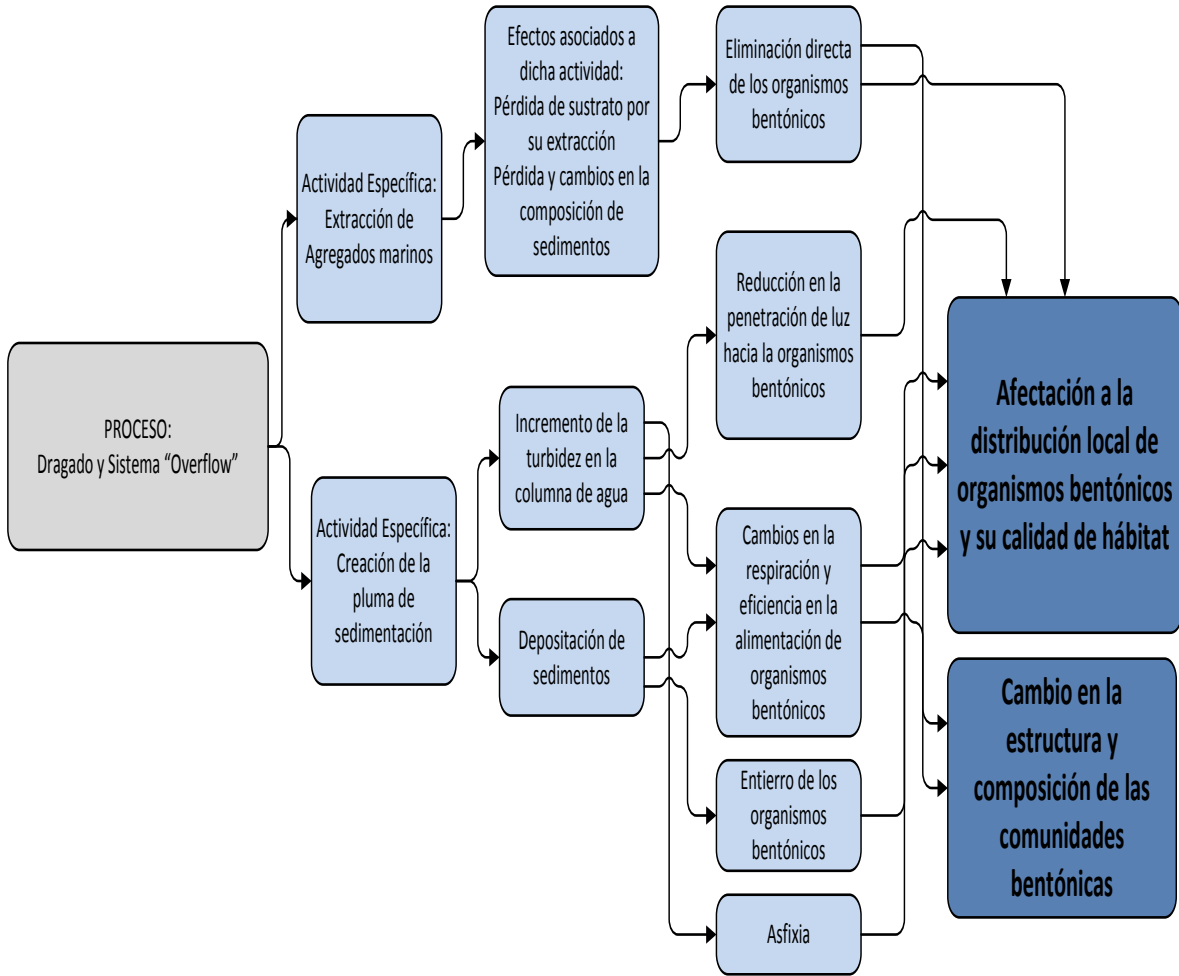 PROCESO:
Dragado y Sistema “Overflow”
Actividad Específica:
Extracción de
Agregados marinos
Actividad Específica:
Creación de la
pluma de
sedimentación
Efectos asociados a
dicha actividad:
Pérdida de sustrato por
su extracción
Pérdida y cambios en la
composición de
sedimentos
Incremento de la
turbidez en la
columna de agua
Depositación de
sedimentos
Eliminación directa
de los organismos
bentónicos
Reducción en la
penetración de luz
hacia la organismos
bentónicos
Cambios en la
respiración y
eficiencia en la
alimentación de
organismos
bentónicos
Entierro de los
organismos
bentónicos
Asfixia
Afectación a la
distribución local de
organismos bentónicos
y su calidad de hábitat
Cambio en la
estructura y
composición de las
comunidades
bentónicas